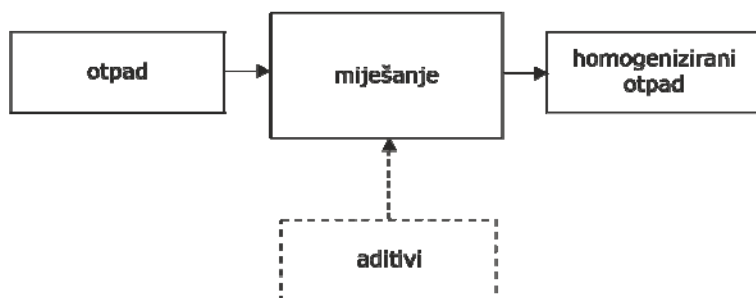 otpad
miješanje
homogenizirani
otpad
aditivi